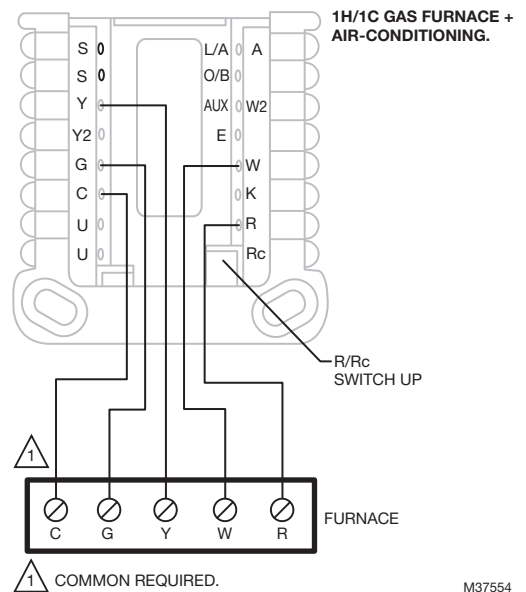 1H/1C GAS FURNACE +
AIR-CONDITIONING.
S
S
Y
Y2
G
C
U
U
L/A A
O/B
AUX W2
E
W
K
R
Rc
R/Rc
SWITCH UP
1
C G Y W R
FURNACE
1 COMMON REQUIRED.
M37554